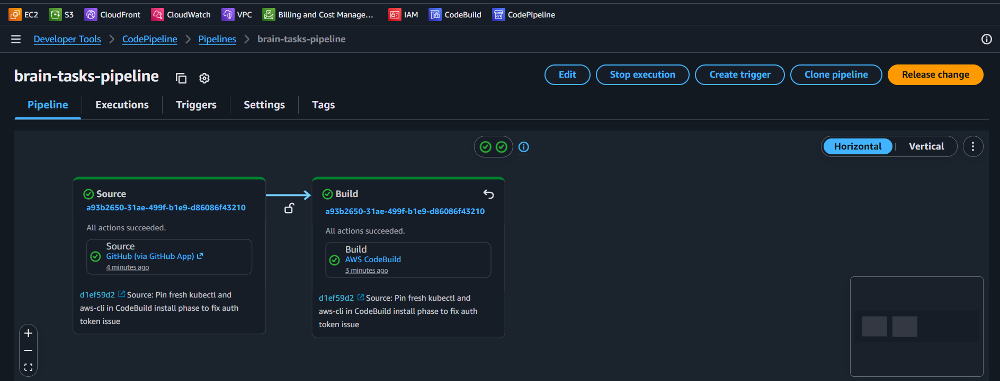 EC2 S3 CloudFront CloudWatch VPC Billing and Cost Manage... IAM CodeBuild CodePipeline
Developer Tools CodePipeline Pipelines brain-tasks-pipeline
brain-tasks-pipeline
Edit Stop execution Create trigger Clone pipeline Release change
Pipeline Executions Triggers Settings Tags
Horizontal Vertical
Source
a93b2650-31ae-499f-b1e9-d86086f43210
All actions succeeded.
Source
GitHub (via GitHub App)
4 minutes ago
d1ef59d2 Source: Pin fresh kubectl and
aws-cli in CodeBuild install phase to fix auth
token issue
Build
a93b2650-31ae-499f-b1e9-d86086f43210
All actions succeeded.
Build
AWS CodeBuild
3 minutes ago
d1ef59d2 Source: Pin fresh kubectl and
aws-cli in CodeBuild install phase to fix auth
token issue